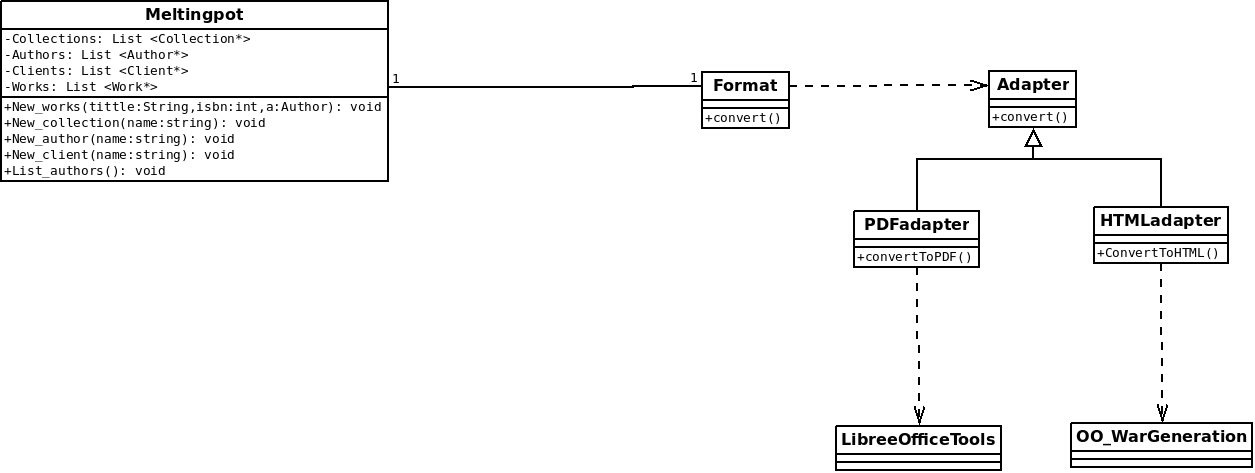 Meltingpot
-Collections: List <Collection*>
-Authors: List <Author*>
-Clients: List <Client*>
-Works: List <Work*>
+New_works(tittle:String,isbn:int,a:Author): void
+New_collection(name:string): void
+New_author(name:string): void
+New_client(name:string): void
+List_authors(): void
1
1
Format
+convert()
Adapter
+convert()
PDFadapter
+convertToPDF()
HTMLadapter
+ConvertToHTML()
LibreeOfficeTools
OO_WarGeneration